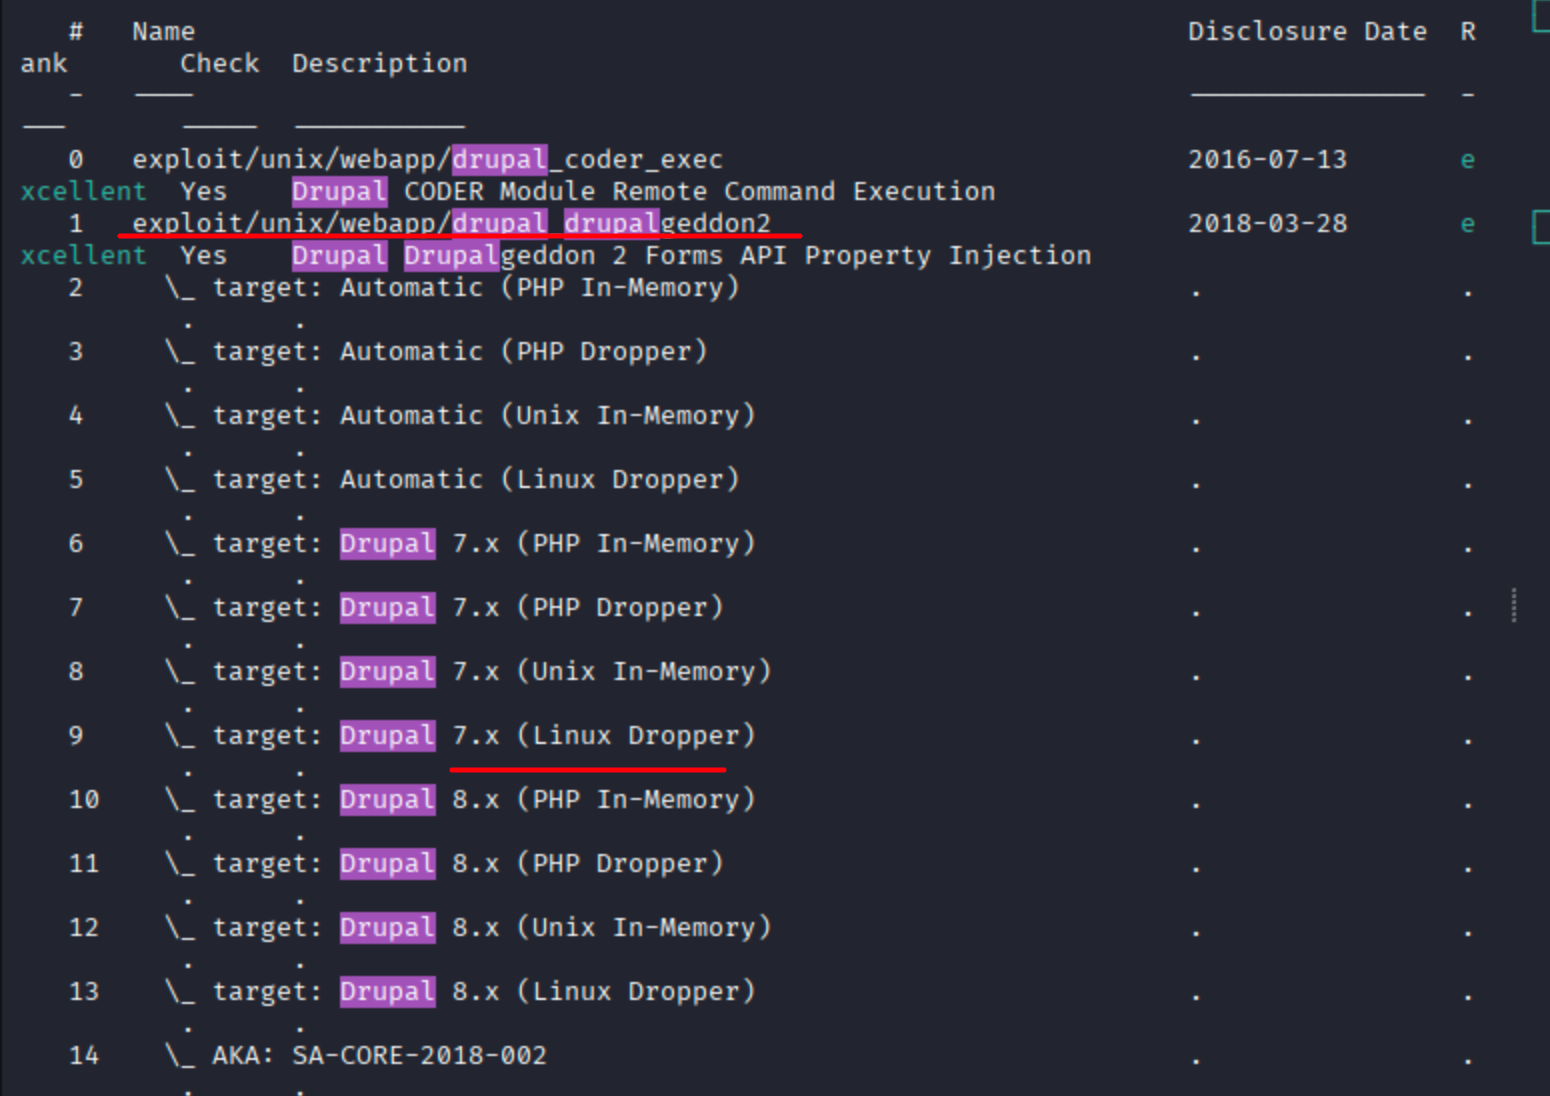 # Name Disclosure Date R
ank Check Description
- ---- --------------- -
--- ----- -----------
0 exploit/unix/webapp/drupal_coder_exec 2016-07-13 e
xcellent Yes Drupal CODER Module Remote Command Execution
1 exploit/unix/webapp/drupal_drupalgeddon2 2018-03-28 e
xcellent Yes Drupal Drupalgeddon 2 Forms API Property Injection
2 \_ target: Automatic (PHP In-Memory) . .
. .
3 \_ target: Automatic (PHP Dropper) . .
. .
4 \_ target: Automatic (Unix In-Memory) . .
. .
5 \_ target: Automatic (Linux Dropper) . .
. .
6 \_ target: Drupal 7.x (PHP In-Memory) . .
. .
7 \_ target: Drupal 7.x (PHP Dropper) . .
. .
8 \_ target: Drupal 7.x (Unix In-Memory) . .
. .
9 \_ target: Drupal 7.x (Linux Dropper) . .
. .
10 \_ target: Drupal 8.x (PHP In-Memory) . .
. .
11 \_ target: Drupal 8.x (PHP Dropper) . .
. .
12 \_ target: Drupal 8.x (Unix In-Memory) . .
. .
13 \_ target: Drupal 8.x (Linux Dropper) . .
. .
14 \_ AKA: SA-CORE-2018-002 . .
. .